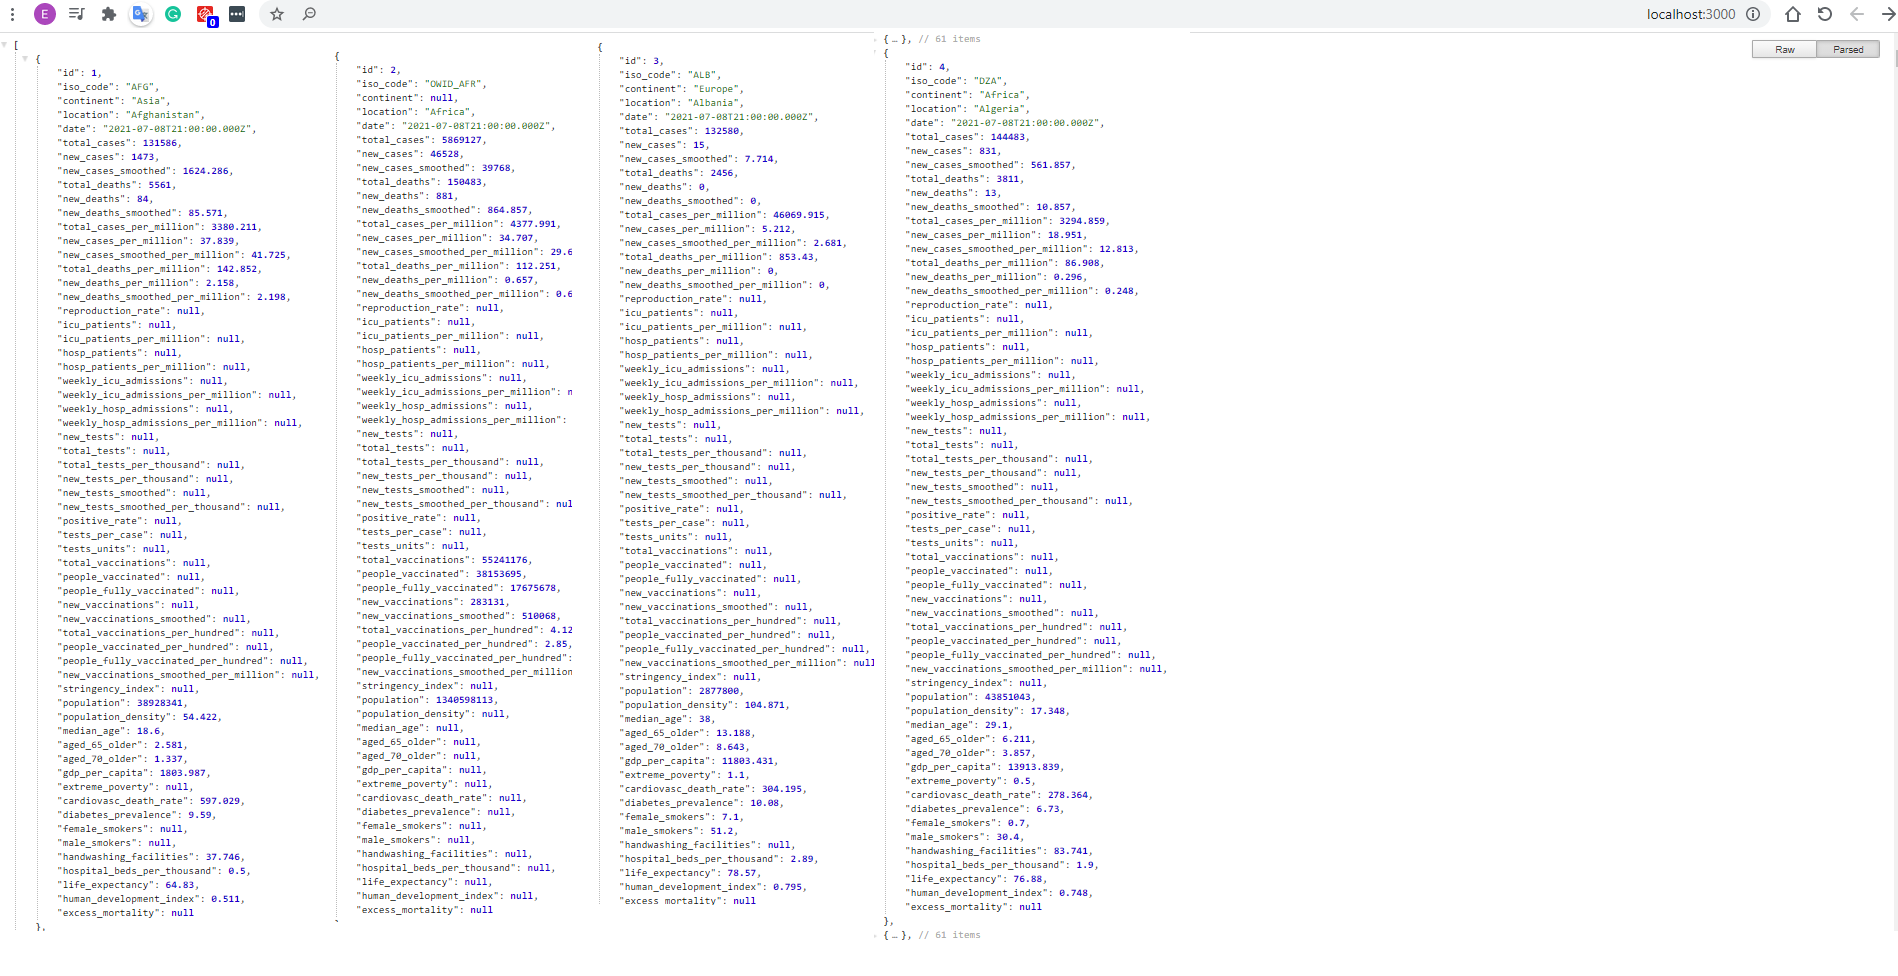 E
0
localhost:3000
Raw
Parsed
[
{
"id": 1,
"iso_code": "AFG",
"continent": "Asia",
"location": "Afghanistan",
"date": "2021-07-08T21:00:00.000Z",
"total_cases": 131586,
"new_cases": 1473,
"new_cases_smoothed": 1624.286,
"total_deaths": 5561,
"new_deaths": 84,
"new_deaths_smoothed": 85.571,
"total_cases_per_million": 3380.211,
"new_cases_per_million": 37.839,
"new_cases_smoothed_per_million": 41.725,
"total_deaths_per_million": 142.852,
"new_deaths_per_million": 2.158,
"new_deaths_smoothed_per_million": 2.198,
"reproduction_rate": null,
"icu_patients": null,
"icu_patients_per_million": null,
"hosp_patients": null,
"hosp_patients_per_million": null,
"weekly_icu_admissions": null,
"weekly_icu_admissions_per_million": null,
"weekly_hosp_admissions": null,
"weekly_hosp_admissions_per_million": null,
"new_tests": null,
"total_tests": null,
"total_tests_per_thousand": null,
"new_tests_per_thousand": null,
"new_tests_smoothed": null,
"new_tests_smoothed_per_thousand": null,
"positive_rate": null,
"tests_per_case": null,
"tests_units": null,
"total_vaccinations": null,
"people_vaccinated": null,
"people_fully_vaccinated": null,
"new_vaccinations": null,
"new_vaccinations_smoothed": null,
"total_vaccinations_per_hundred": null,
"people_vaccinated_per_hundred": null,
"people_fully_vaccinated_per_hundred": null,
"new_vaccinations_smoothed_per_million": null,
"stringency_index": null,
"population": 38928341,
"population_density": 54.422,
"median_age": 18.6,
"aged_65_older": 2.581,
"aged_70_older": 1.337,
"gdp_per_capita": 1803.987,
"extreme_poverty": null,
"cardiovasc_death_rate": 597.029,
"diabetes_prevalence": 9.59,
"female_smokers": null,
"male_smokers": null,
"handwashing_facilities": 37.746,
"hospital_beds_per_thousand": 0.5,
"life_expectancy": 64.83,
"human_development_index": 0.511,
"excess_mortality": null
},
{
"id": 2,
"iso_code": "OWID_AFR",
"continent": null,
"location": "Africa",
"date": "2021-07-08T21:00:00.000Z",
"total_cases": 5869127,
"new_cases": 46528,
"new_cases_smoothed": 39768,
"total_deaths": 150483,
"new_deaths": 881,
"new_deaths_smoothed": 864.857,
"total_cases_per_million": 4377.991,
"new_cases_per_million": 34.707,
"new_cases_smoothed_per_million": 29.6
"total_deaths_per_million": 112.251,
"new_deaths_per_million": 0.657,
"new_deaths_smoothed_per_million": 0.6
"reproduction_rate": null,
"icu_patients": null,
"icu_patients_per_million": null,
"hosp_patients": null,
"hosp_patients_per_million": null,
"weekly_icu_admissions": null,
"weekly_icu_admissions_per_million": n
"weekly_hosp_admissions": null,
"weekly_hosp_admissions_per_million":
"new_tests": null,
"total_tests": null,
"total_tests_per_thousand": null,
"new_tests_per_thousand": null,
"new_tests_smoothed": null,
"new_tests_smoothed_per_thousand": nul
"positive_rate": null,
"tests_per_case": null,
"tests_units": null,
"total_vaccinations": 55241176,
"people_vaccinated": 38153695,
"people_fully_vaccinated": 17675678,
"new_vaccinations": 283131,
"new_vaccinations_smoothed": 510068,
"total_vaccinations_per_hundred": 4.12
"people_vaccinated_per_hundred": 2.85,
"people_fully_vaccinated_per_hundred":
"new_vaccinations_smoothed_per_million
"stringency_index": null,
"population": 1340598113,
"population_density": null,
"median_age": null,
"aged_65_older": null,
"aged_70_older": null,
"gdp_per_capita": null,
"extreme_poverty": null,
"cardiovasc_death_rate": null,
"diabetes_prevalence": null,
"female_smokers": null,
"male_smokers": null,
"handwashing_facilities": null,
"hospital_beds_per_thousand": null,
"life_expectancy": null,
"human_development_index": null,
"excess_mortality": null
{
"id": 3,
"iso_code": "ALB",
"continent": "Europe",
"location": "Albania",
"date": "2021-07-08T21:00:00.000Z",
"total_cases": 132580,
"new_cases": 15,
"new_cases_smoothed": 7.714,
"total_deaths": 2456,
"new_deaths": 0,
"new_deaths_smoothed": 0,
"total_cases_per_million": 46069.915,
"new_cases_per_million": 5.212,
"new_cases_smoothed_per_million": 2.681,
"total_deaths_per_million": 853.43,
"new_deaths_per_million": 0,
"new_deaths_smoothed_per_million": 0,
"reproduction_rate": null,
"icu_patients": null,
"icu_patients_per_million": null,
"hosp_patients": null,
"hosp_patients_per_million": null,
"weekly_icu_admissions": null,
"weekly_icu_admissions_per_million": null,
"weekly_hosp_admissions": null,
"weekly_hosp_admissions_per_million": null,
"new_tests": null,
"total_tests": null,
"total_tests_per_thousand": null,
"new_tests_per_thousand": null,
"new_tests_smoothed": null,
"new_tests_smoothed_per_thousand": null,
"positive_rate": null,
"tests_per_case": null,
"tests_units": null,
"total_vaccinations": null,
"people_vaccinated": null,
"people_fully_vaccinated": null,
"new_vaccinations": null,
"new_vaccinations_smoothed": null,
"total_vaccinations_per_hundred": null,
"people_vaccinated_per_hundred": null,
"people_fully_vaccinated_per_hundred": null,
"new_vaccinations_smoothed_per_million": null
"stringency_index": null,
"population": 2877800,
"population_density": 104.871,
"median_age": 38,
"aged_65_older": 13.188,
"aged_70_older": 8.643,
"gdp_per_capita": 11803.431,
"extreme_poverty": 1.1,
"cardiovasc_death_rate": 304.195,
"diabetes_prevalence": 10.08,
"female_smokers": 7.1,
"male_smokers": 51.2,
"handwashing_facilities": null,
"hospital_beds_per_thousand": 2.89,
"life_expectancy": 78.57,
"human_development_index": 0.795,
"excess mortality": null
{ … }, // 61 items
{
"id": 4,
"iso_code": "DZA",
"continent": "Africa",
"location": "Algeria",
"date": "2021-07-08T21:00:00.000Z",
"total_cases": 144483,
"new_cases": 831,
"new_cases_smoothed": 561.857,
"total_deaths": 3811,
"new_deaths": 13,
"new_deaths_smoothed": 10.857,
"total_cases_per_million": 3294.859,
"new_cases_per_million": 18.951,
"new_cases_smoothed_per_million": 12.813,
"total_deaths_per_million": 86.908,
"new_deaths_per_million": 0.296,
"new_deaths_smoothed_per_million": 0.248,
"reproduction_rate": null,
"icu_patients": null,
"icu_patients_per_million": null,
"hosp_patients": null,
"hosp_patients_per_million": null,
"weekly_icu_admissions": null,
"weekly_icu_admissions_per_million": null,
"weekly_hosp_admissions": null,
"weekly_hosp_admissions_per_million": null,
"new_tests": null,
"total_tests": null,
"total_tests_per_thousand": null,
"new_tests_per_thousand": null,
"new_tests_smoothed": null,
"new_tests_smoothed_per_thousand": null,
"positive_rate": null,
"tests_per_case": null,
"tests_units": null,
"total_vaccinations": null,
"people_vaccinated": null,
"people_fully_vaccinated": null,
"new_vaccinations": null,
"new_vaccinations_smoothed": null,
"total_vaccinations_per_hundred": null,
"people_vaccinated_per_hundred": null,
"people_fully_vaccinated_per_hundred": null,
"new_vaccinations_smoothed_per_million": null,
"stringency_index": null,
"population": 43851043,
"population_density": 17.348,
"median_age": 29.1,
"aged_65_older": 6.211,
"aged_70_older": 3.857,
"gdp_per_capita": 13913.839,
"extreme_poverty": 0.5,
"cardiovasc_death_rate": 278.364,
"diabetes_prevalence": 6.73,
"female_smokers": 0.7,
"male_smokers": 30.4,
"handwashing_facilities": 83.741,
"hospital_beds_per_thousand": 1.9,
"life_expectancy": 76.88,
"human_development_index": 0.748,
"excess_mortality": null
},
{ … }, // 61 items